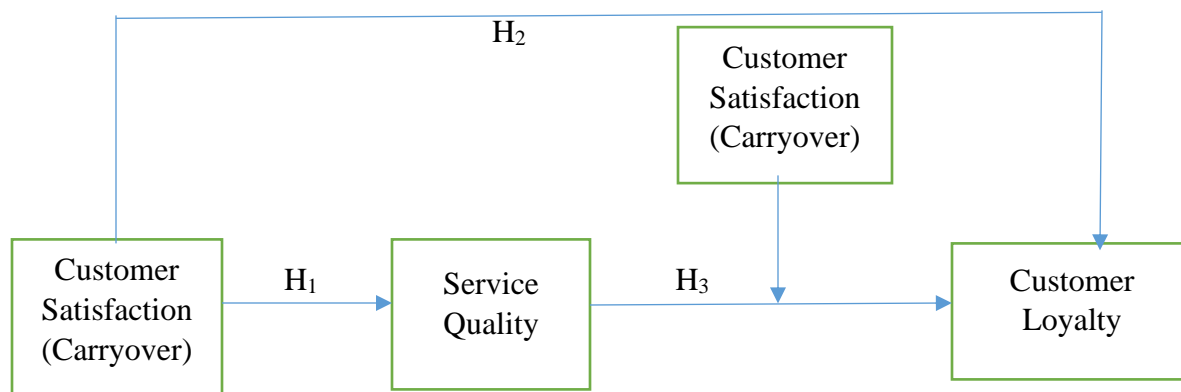 H₂
Customer
Satisfaction
(Carryover)
Customer
Satisfaction
(Carryover)
H₁
Service
Quality
H₃
Customer
Loyalty